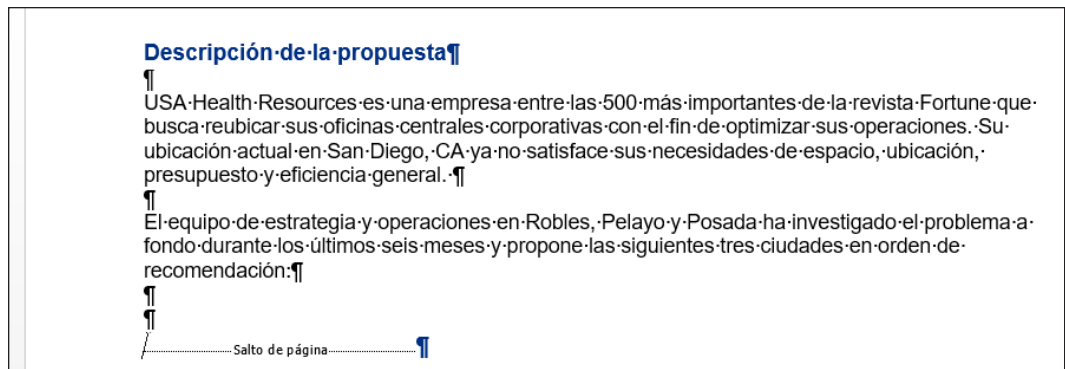 Descripción·de·la·propuesta¶
¶
USA·Health·Resources·es·una·empresa·entre·las·500·más·importantes·de·la·revista·Fortune·que·
busca·reubicar·sus·oficinas·centrales·corporativas·con·el·fin·de·optimizar·sus·operaciones.·Su·
ubicación·actual·en·San·Diego,·CA·ya·no·satisface·sus·necesidades·de·espacio,·ubicación,·
presupuesto·y·eficiencia·general.·¶
¶
El·equipo·de·estrategia·y·operaciones·en·Robles,·Pelayo·y·Posada·ha·investigado·el·problema·a·
fondo·durante·los·últimos·seis·meses·y·propone·las·siguientes·tres·ciudades·en·orden·de·
recomendación:¶
¶
¶
Salto de página¶